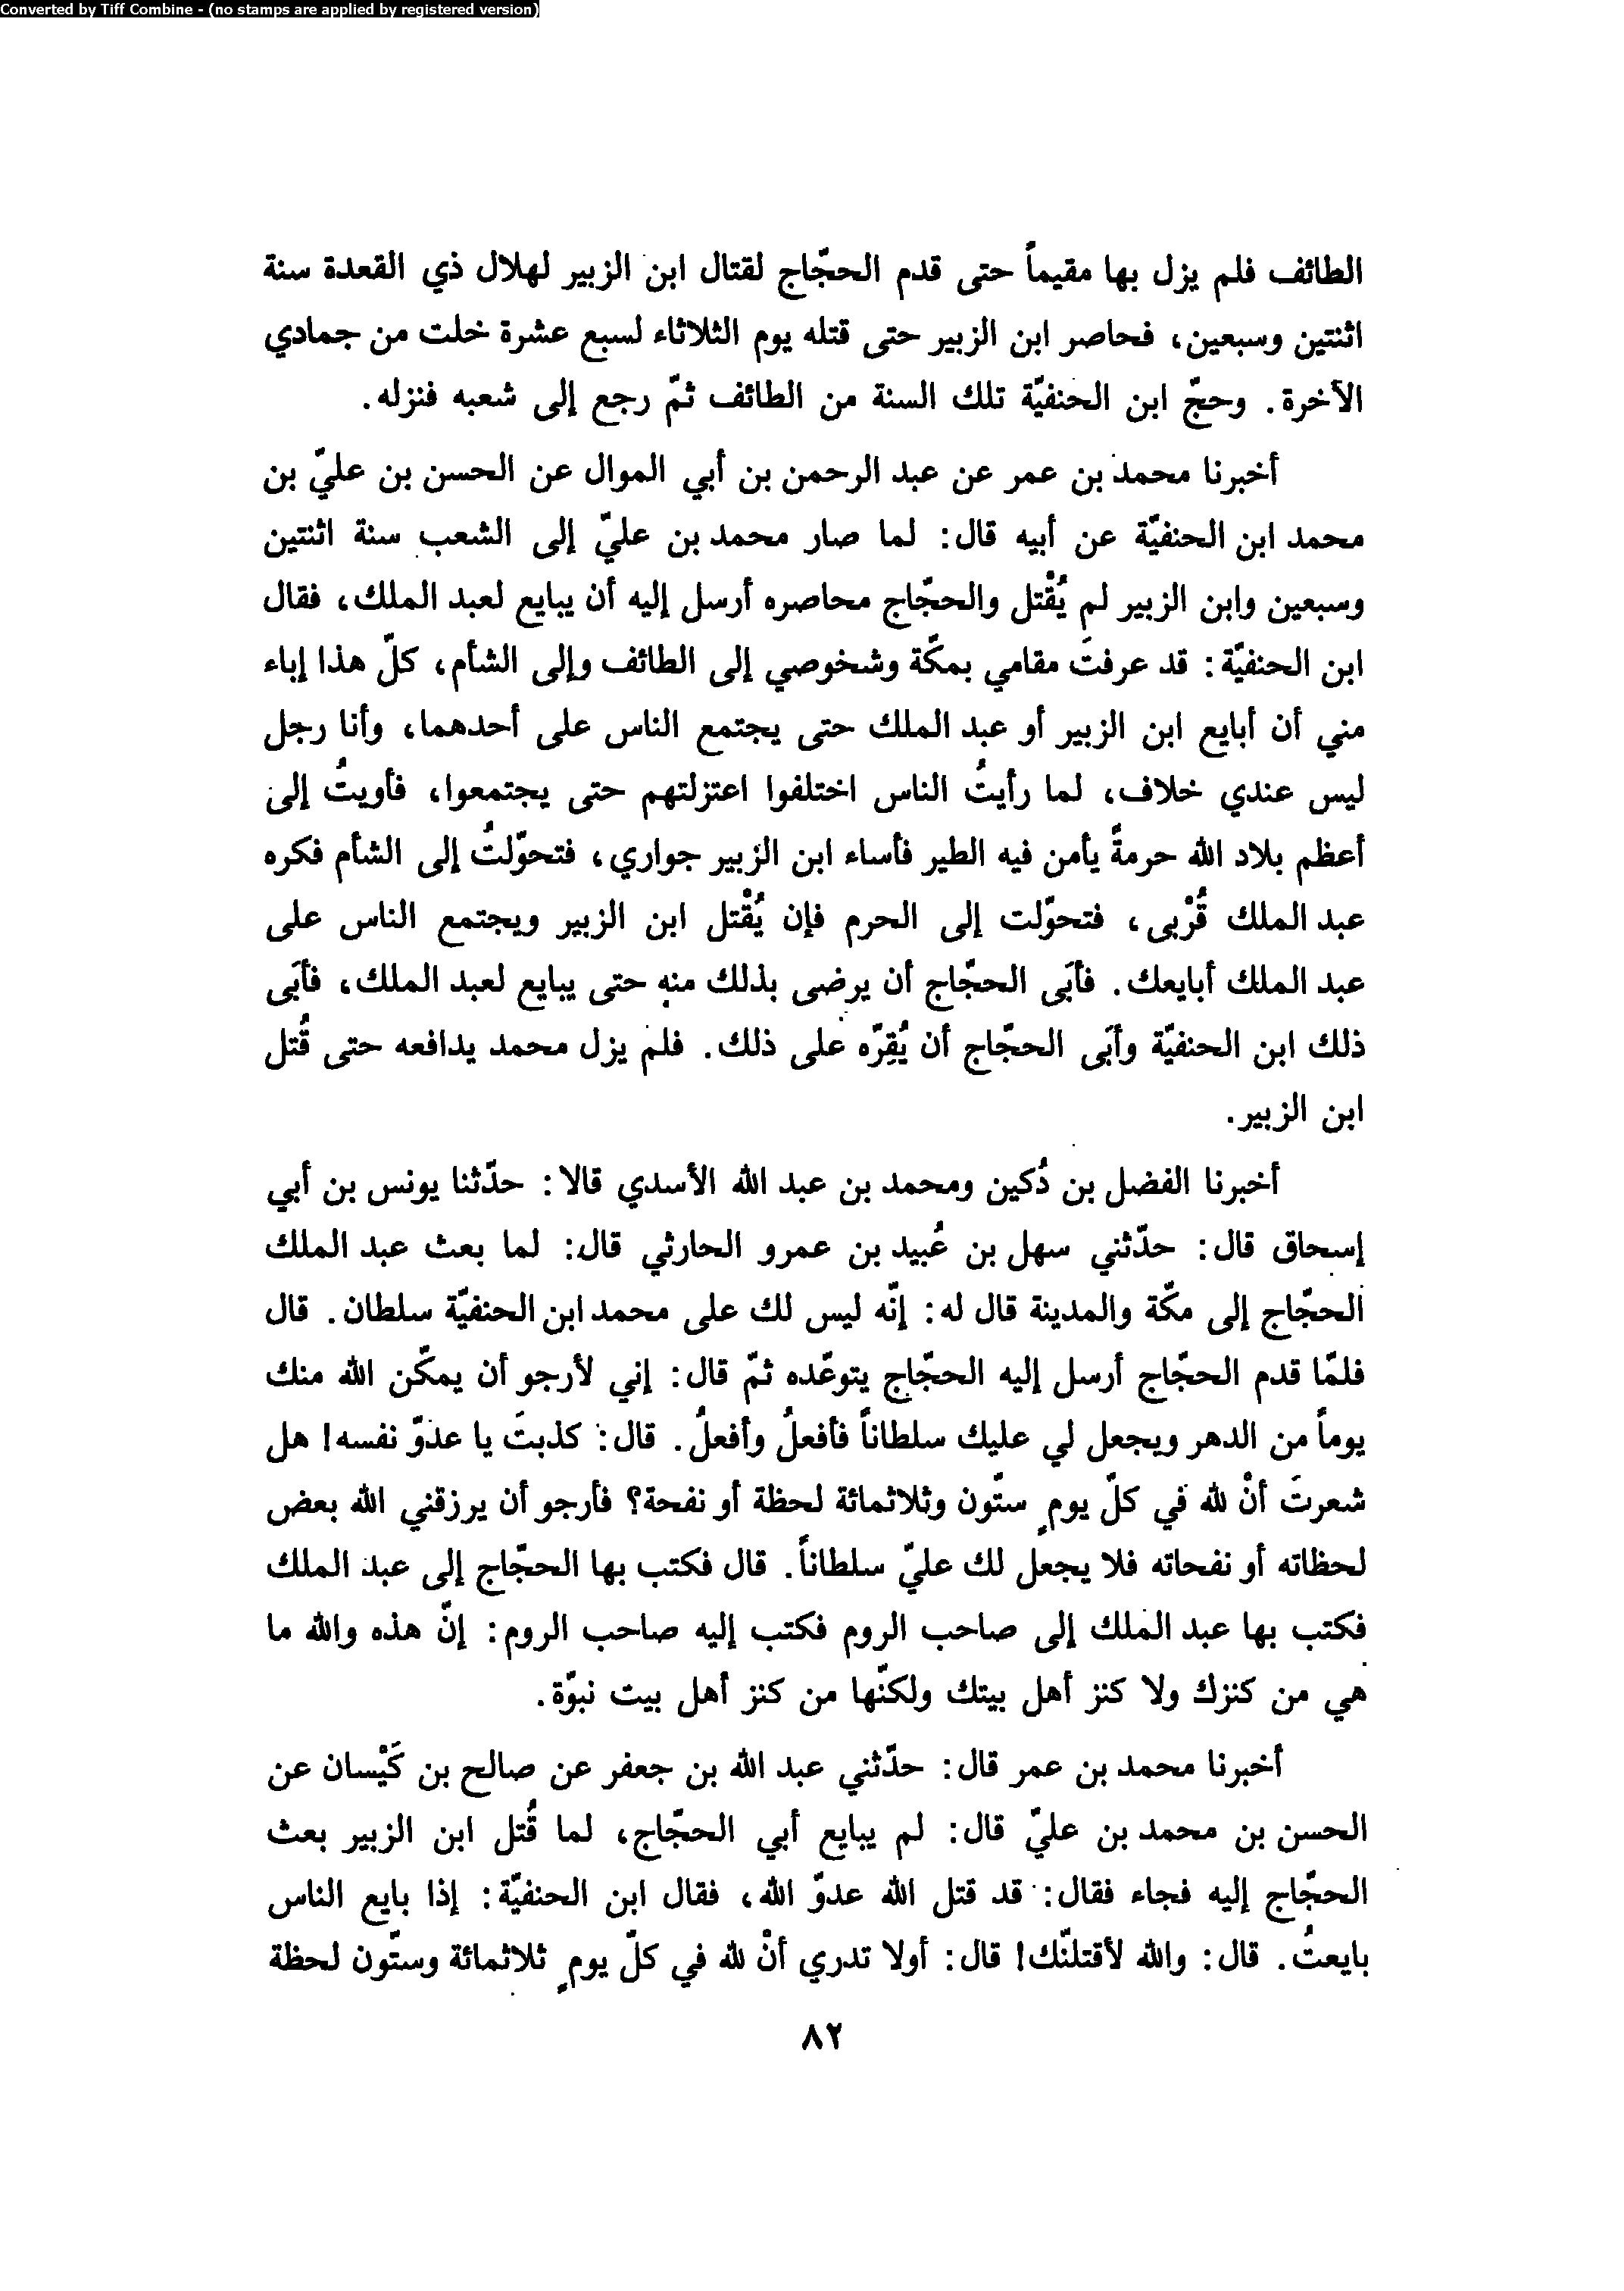 Converted by Tiff Combine - (no stamps are applied by registered version)
الطائف فلم يزل بها مقيماً حتى قدم الحجّاج لقتال ابن الزبير لهلال ذي القعدة سنة
اثنتين وسبعين، فحاصر ابن الزبير حتى قتله يوم الثلاثاء لسبع عشرة خلت من جمادي
الآخرة. وحجّ ابن الحنفيّة تلك السنة من الطائف ثمّ رجع إلى شعبه فنزله.
أخبرنا محمد بن عمر عن عبد الرحمن بن أبي الموال عن الحسن بن عليّ بن
محمد ابن الحنفيّة عن أبيه قال: لما صار محمد بن عليّ إلى الشعب سنة اثنتين
وسبعين وابن الزبير لم يُقْتل والحجّاج محاصره أرسل إليه أن يبايع لعبد الملك، فقال
ابن الحنفيّة: قد عرفتَ مقامي بمكّة وشخوصي إلى الطائف وإلى الشأم، كلّ هذا إباء
مني أن أبايع ابن الزبير أو عبد الملك حتى يجتمع الناس على أحدهما، وأنا رجل
ليس عندي خلاف، لما رأيتُ الناس اختلفوا اعتزلتهم حتى يجتمعوا، فأويتُ إلى
أعظم بلاد الله حرمةً يأمن فيه الطير فأساء ابن الزبير جواري، فتحوّلتُ إلى الشأم فكره
عبد الملك قُرْبى، فتحوّلت إلى الحرم فإن يُقْتل ابن الزبير ويجتمع الناس على
عبد الملك أبايعك. فأبَى الحجّاج أن يرضى بذلك منه حتى يبايع لعبد الملك، فأبَى
ذلك ابن الحنفيّة وأبَى الحجّاج أن يُقِرّه على ذلك. فلم يزل محمد يدافعه حتى قُتل
ابن الزبير.
أخبرنا الفضل بن دُكين ومحمد بن عبد الله الأسدي قالا: حدّثنا يونس بن أبي
إسحاق قال: حدّثني سهل بن عُبيد بن عمرو الحارثي قال: لما بعث عبد الملك
الحجّاج إلى مكّة والمدينة قال له: إنّه ليس لك على محمد ابن الحنفيّة سلطان. قال
فلمّا قدم الحجّاج أرسل إليه الحجّاج يتوعّده ثمّ قال: إني لأرجو أن يمكّن الله منك
يوماً من الدهر ويجعل لي عليك سلطاناً فأفعلُ وأفعلُ. قال: كذبتَ يا عدوّ نفسه! هل
شعرتَ أنْ لله في كلّ يومٍ ستّون وثلاثمائة لحظة أو نفحة؟ فأرجو أن يرزقني الله بعض
لحظاته أو نفحاته فلا يجعل لك عليّ سلطاناً. قال فكتب بها الحجّاج إلى عبد الملك
فكتب بها عبد الملك إلى صاحب الروم فكتب إليه صاحب الروم: إنّ هذه والله ما
هي من كنزك ولا كنز أهل بيتك ولكنّها من كنز أهل بيت نبوّة.
أخبرنا محمد بن عمر قال: حدّثني عبد الله بن جعفر عن صالح بن كَيْسان عن
الحسن بن محمد بن عليّ قال: لم يبايع أبي الحجّاج، لما قُتل ابن الزبير بعث
الحجّاج إليه فجاء فقال: قد قتل الله عدوّ الله، فقال ابن الحنفيّة: إذا بايع الناس
بايعتُ. قال: والله لأقتلنّك! قال: أولا تدري أنْ لله في كلّ يومٍ ثلاثمائة وستّون لحظة
٨٢